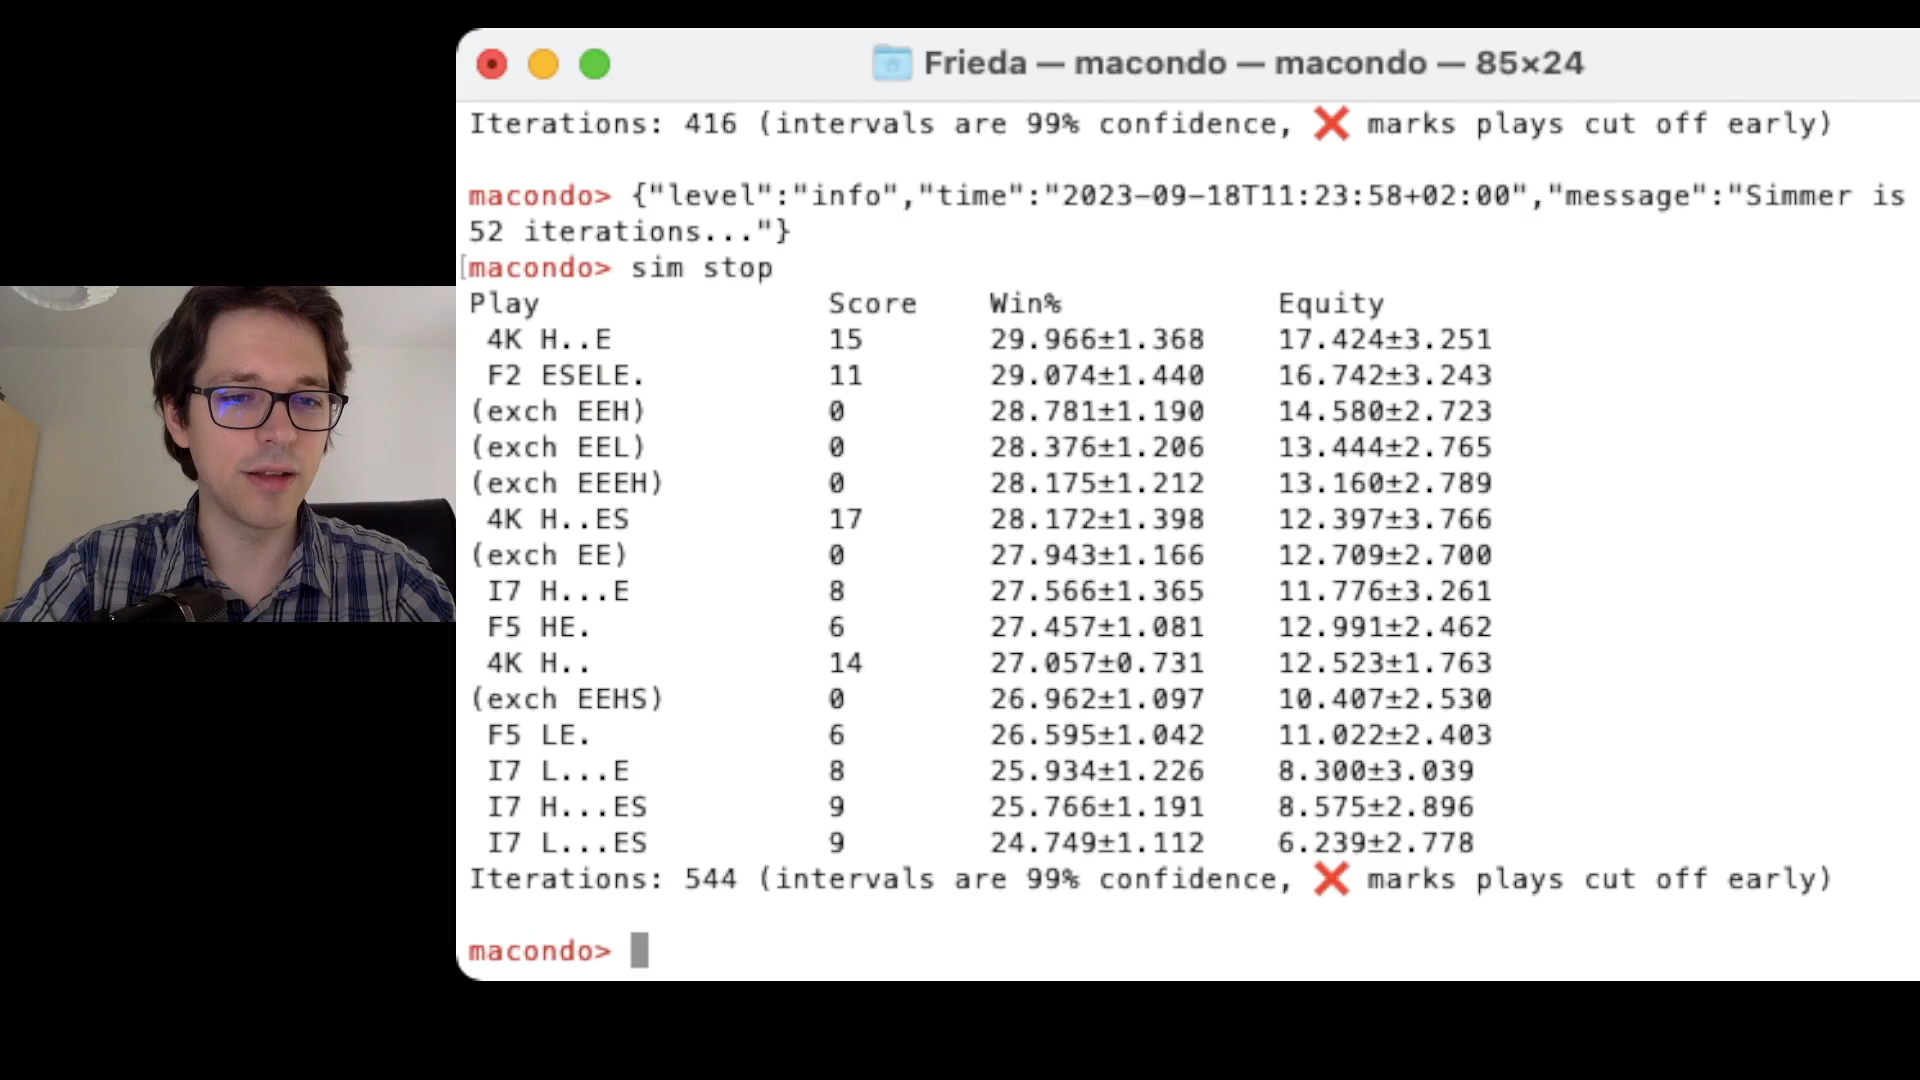 Frieda — macondo — macondo — 85×24
Iterations: 416 (intervals are 99% confidence, ❌ marks plays cut off early)
macondo> {"level":"info","time":"2023-09-18T11:23:58+02:00","message":"Simmer is
52 iterations..."}
[macondo> sim stop
Play Score Win% Equity
4K H..E 15 29.966±1.368 17.424±3.251
F2 ESELE. 11 29.074±1.440 16.742±3.243
(exch EEH) 0 28.781±1.190 14.580±2.723
(exch EEL) 0 28.376±1.206 13.444±2.765
(exch EEEH) 0 28.175±1.212 13.160±2.789
4K H..ES 17 28.172±1.398 12.397±3.766
(exch EE) 0 27.943±1.166 12.709±2.700
I7 H...E 8 27.566±1.365 11.776±3.261
F5 HE. 6 27.457±1.081 12.991±2.462
4K H.. 14 27.057±0.731 12.523±1.763
(exch EEHS) 0 26.962±1.097 10.407±2.530
F5 LE. 6 26.595±1.042 11.022±2.403
I7 L...E 8 25.934±1.226 8.300±3.039
I7 H...ES 9 25.766±1.191 8.575±2.896
I7 L...ES 9 24.749±1.112 6.239±2.778
Iterations: 544 (intervals are 99% confidence, ❌ marks plays cut off early)
macondo>